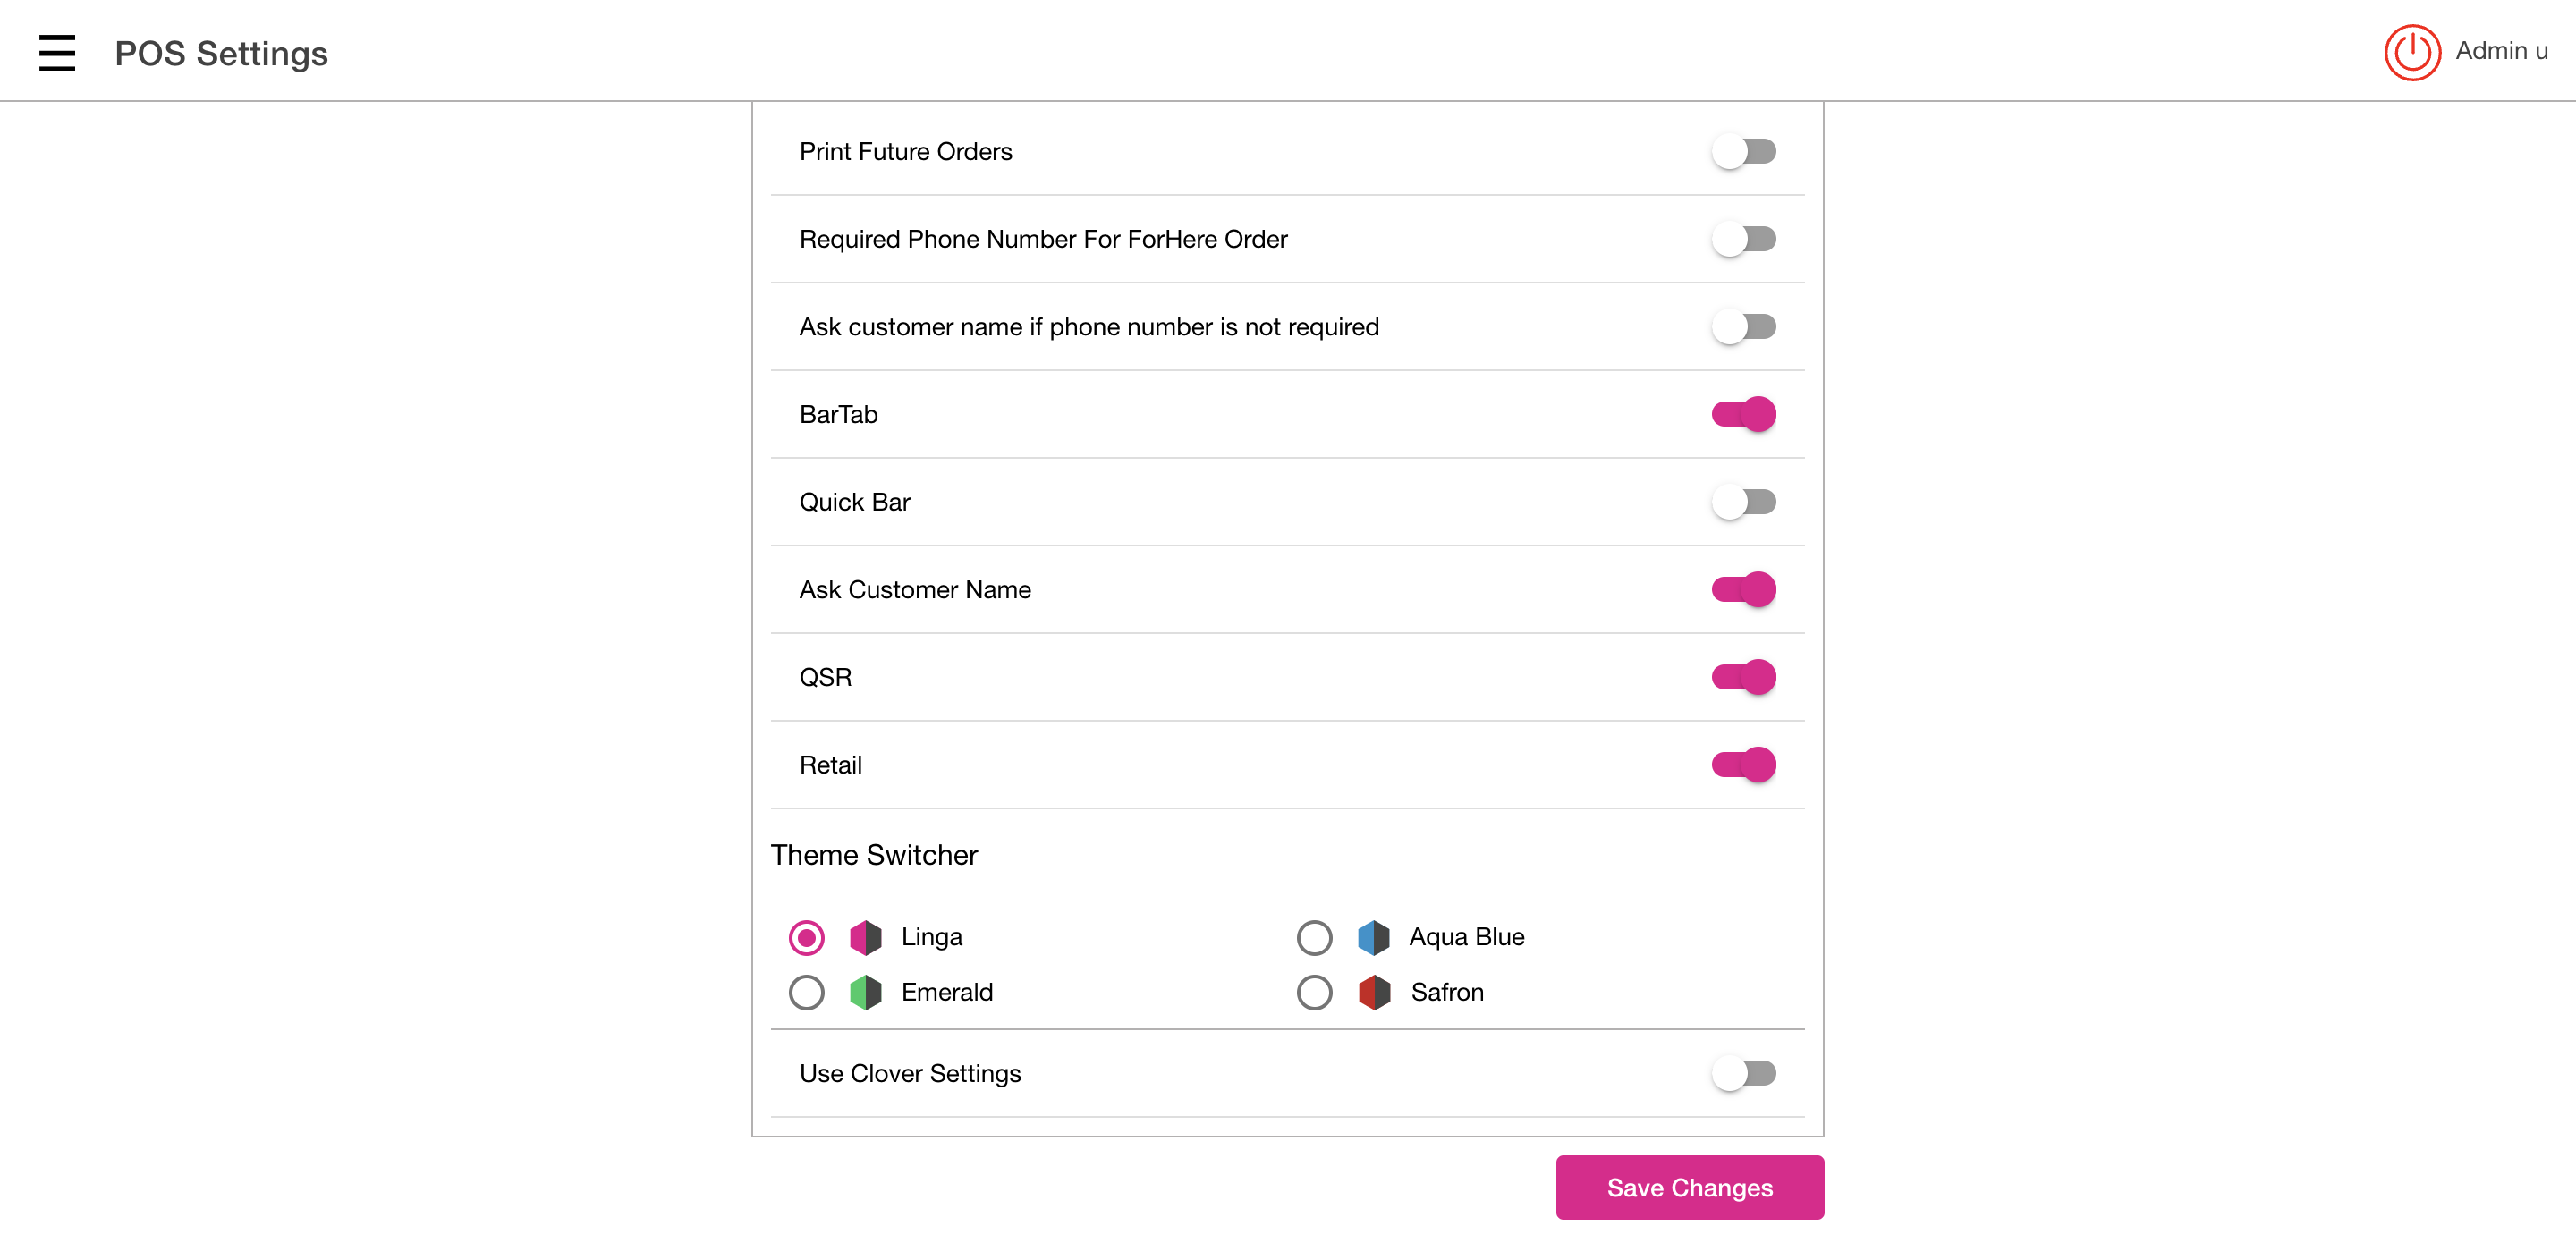 POS Settings
Admin u
Print Future Orders
Required Phone Number For ForHere Order
Ask customer name if phone number is not required
BarTab
Quick Bar
Ask Customer Name
QSR
Retail
Theme Switcher
Linga
Aqua Blue
Emerald
Safron
Use Clover Settings
Save Changes